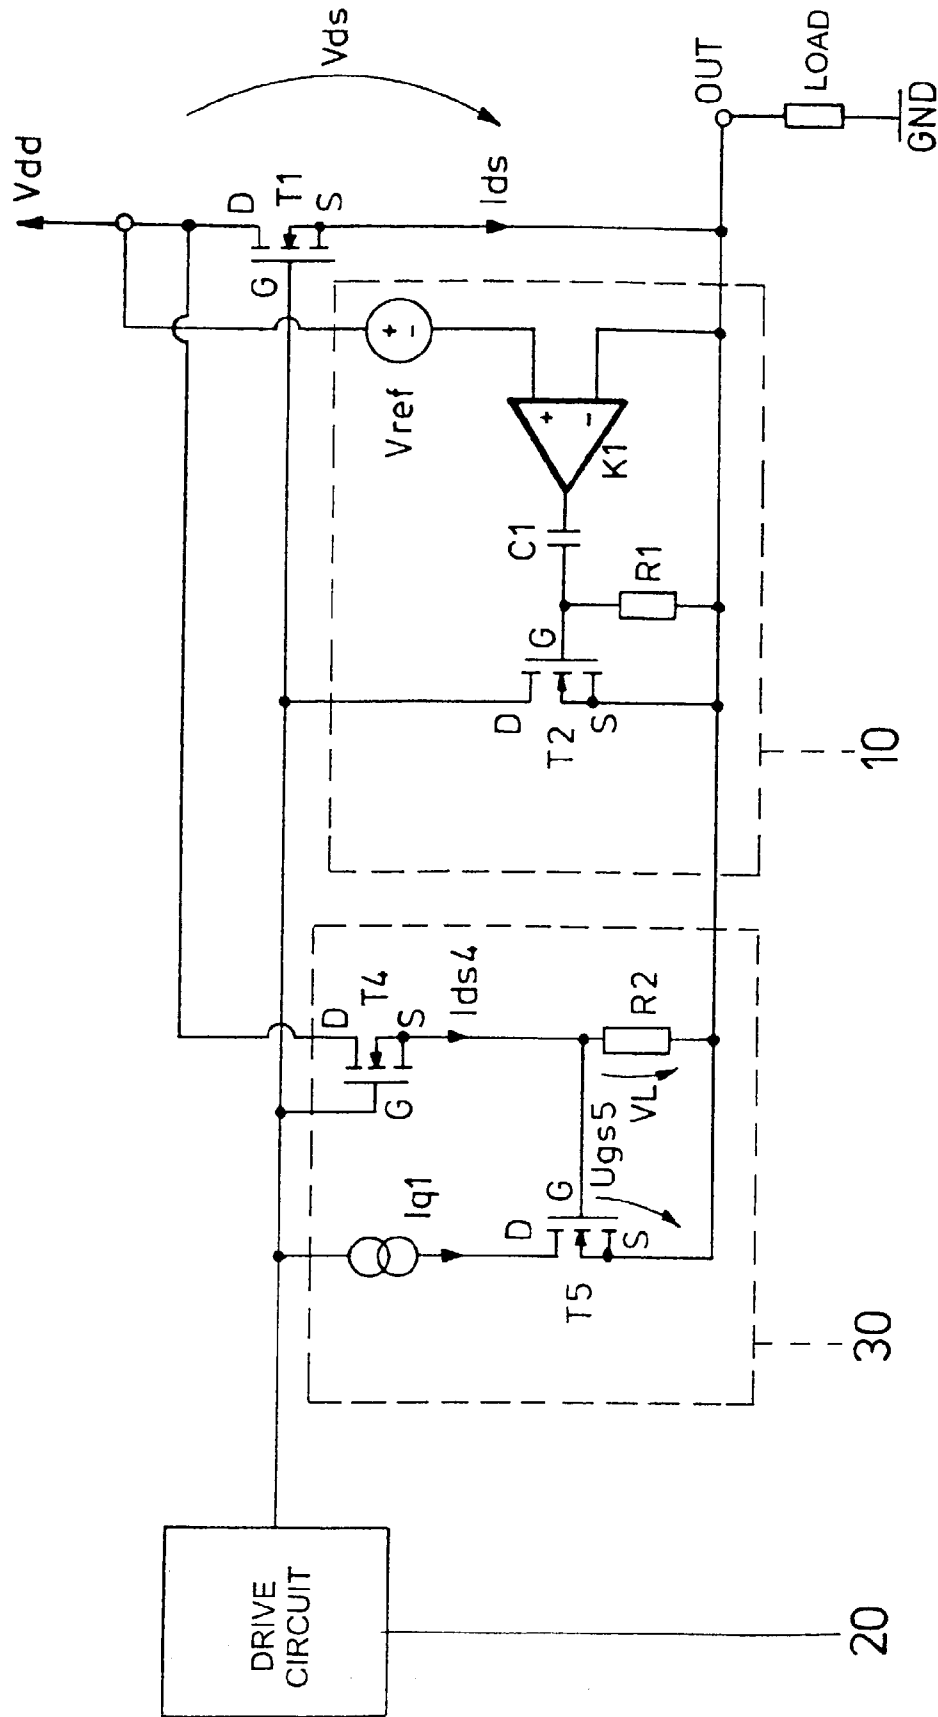 Vdd
Vds
D
T1
S
G
Ids
OUT
LOAD
GND
+
-
Vref
+
-
K1
C1
R1
G
D
S
T2
10
D
T4
S
G
Ids4
R2
VL
Ugs5
Iq1
G
D
S
T5
30
DRIVE
CIRCUIT
20